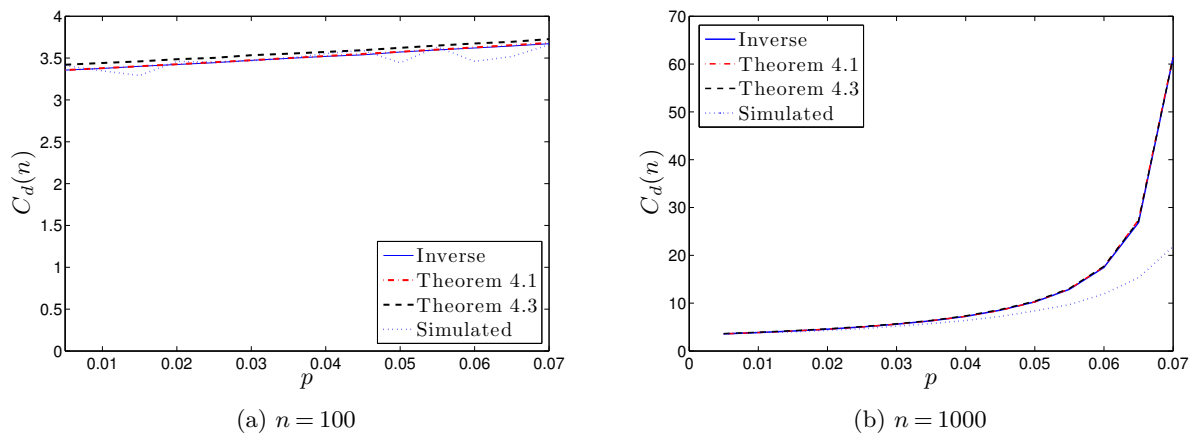 4
3.5
3
2.5
2
1.5
1
0.5
0
C_d(n)
Inverse
Theorem 4.1
Theorem 4.3
Simulated
0.01 0.02 0.03 0.04 0.05 0.06 0.07
p
(a) n = 100
70
60
50
40
30
20
10
0
C_d(n)
Inverse
Theorem 4.1
Theorem 4.3
Simulated
0 0.01 0.02 0.03 0.04 0.05 0.06 0.07
p
(b) n = 1000